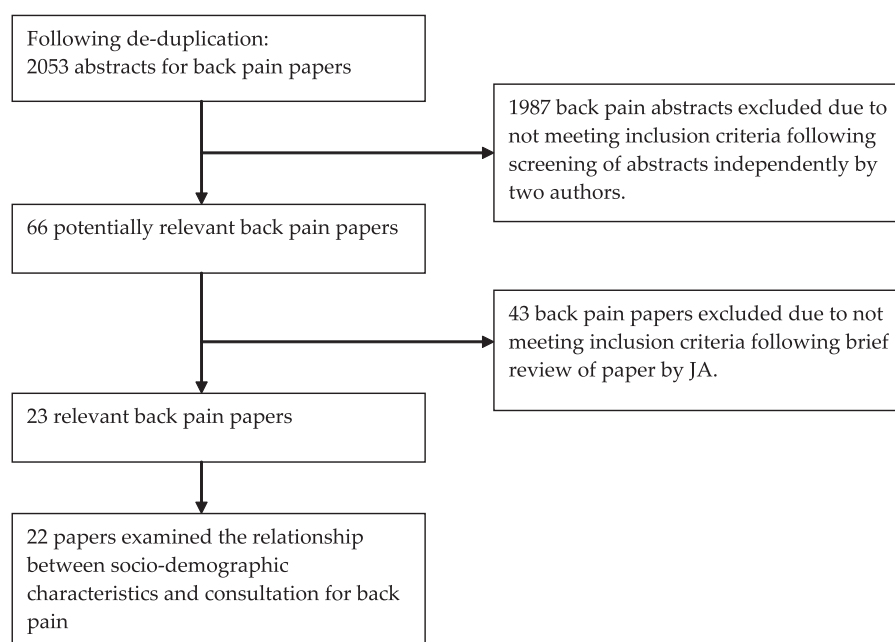 Following de-duplication:
2053 abstracts for back pain papers
1987 back pain abstracts excluded due to
not meeting inclusion criteria following
screening of abstracts independently by
two authors.
66 potentially relevant back pain papers
43 back pain papers excluded due to not
meeting inclusion criteria following brief
review of paper by JA.
23 relevant back pain papers
22 papers examined the relationship
between socio-demographic
characteristics and consultation for back
pain